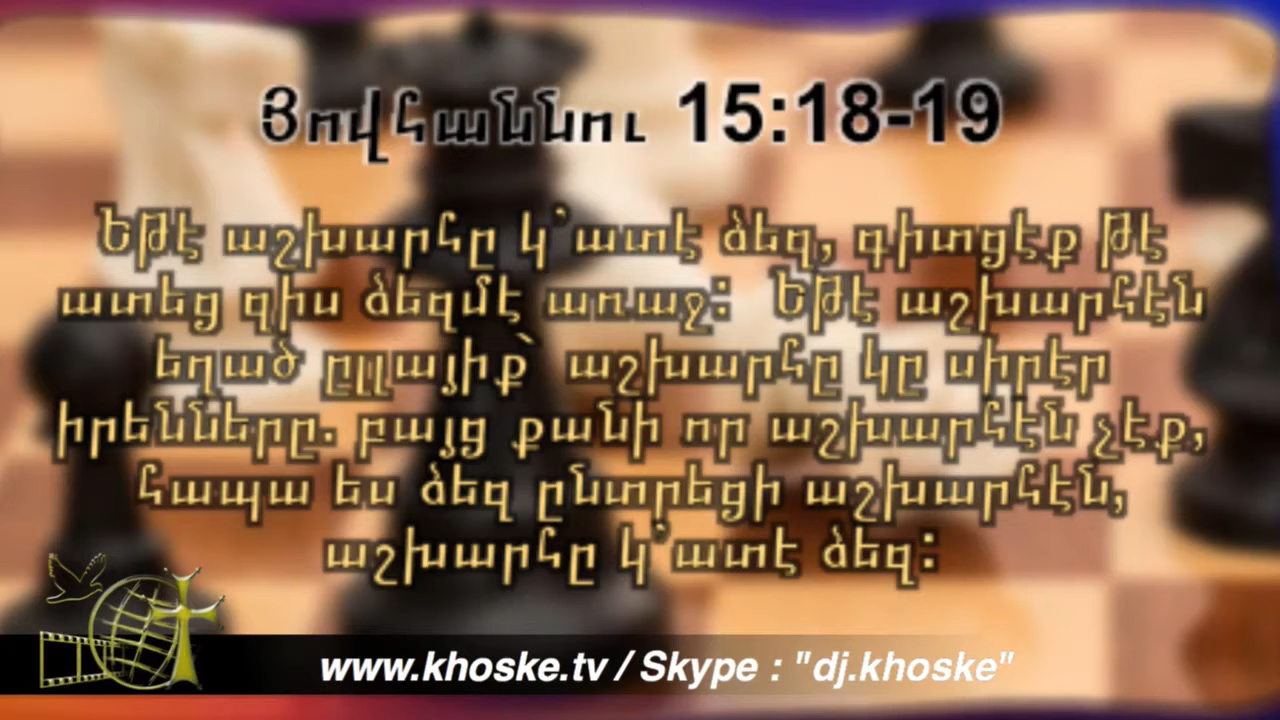 Յովհաննու 15:18-19
Եթէ աշխարհը կ՚ատէ ձեզ, գիտցէք թէ
ատեց զիս ձեզմէ առաջ։ Եթէ աշխարհէն
եղած ըլլայիք՝ աշխարհը կը սիրէր
իրենները. բայց քանի որ աշխարհէն չէք,
հապա ես ձեզ ընտրեցի աշխարհէն,
աշխարհը կ՚ատէ ձեզ։
www.khoske.tv / Skype : "dj.khoske"